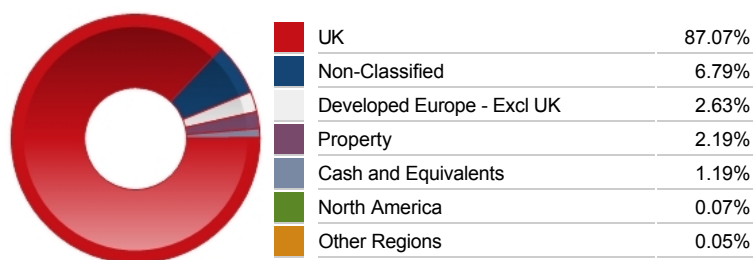 UK 87.07%
Non-Classified 6.79%
Developed Europe - Excl UK 2.63%
Property 2.19%
Cash and Equivalents 1.19%
North America 0.07%
Other Regions 0.05%